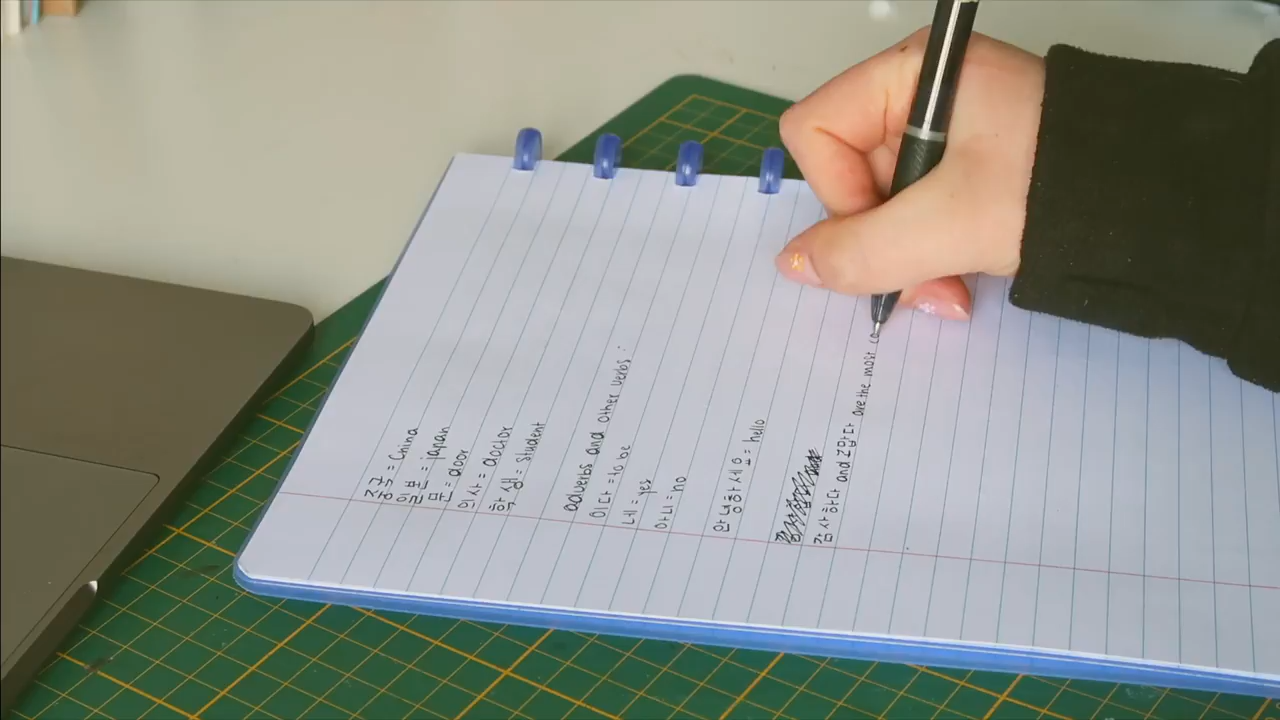 중국 = China
일본 = japan
문 = door
의사 = doctor
학생 = student
adverbs and other verbs :
이다 = to be
네 = yes
아니 = no
안녕하세요 = hello
감사하다 and 고맙다 are the most co